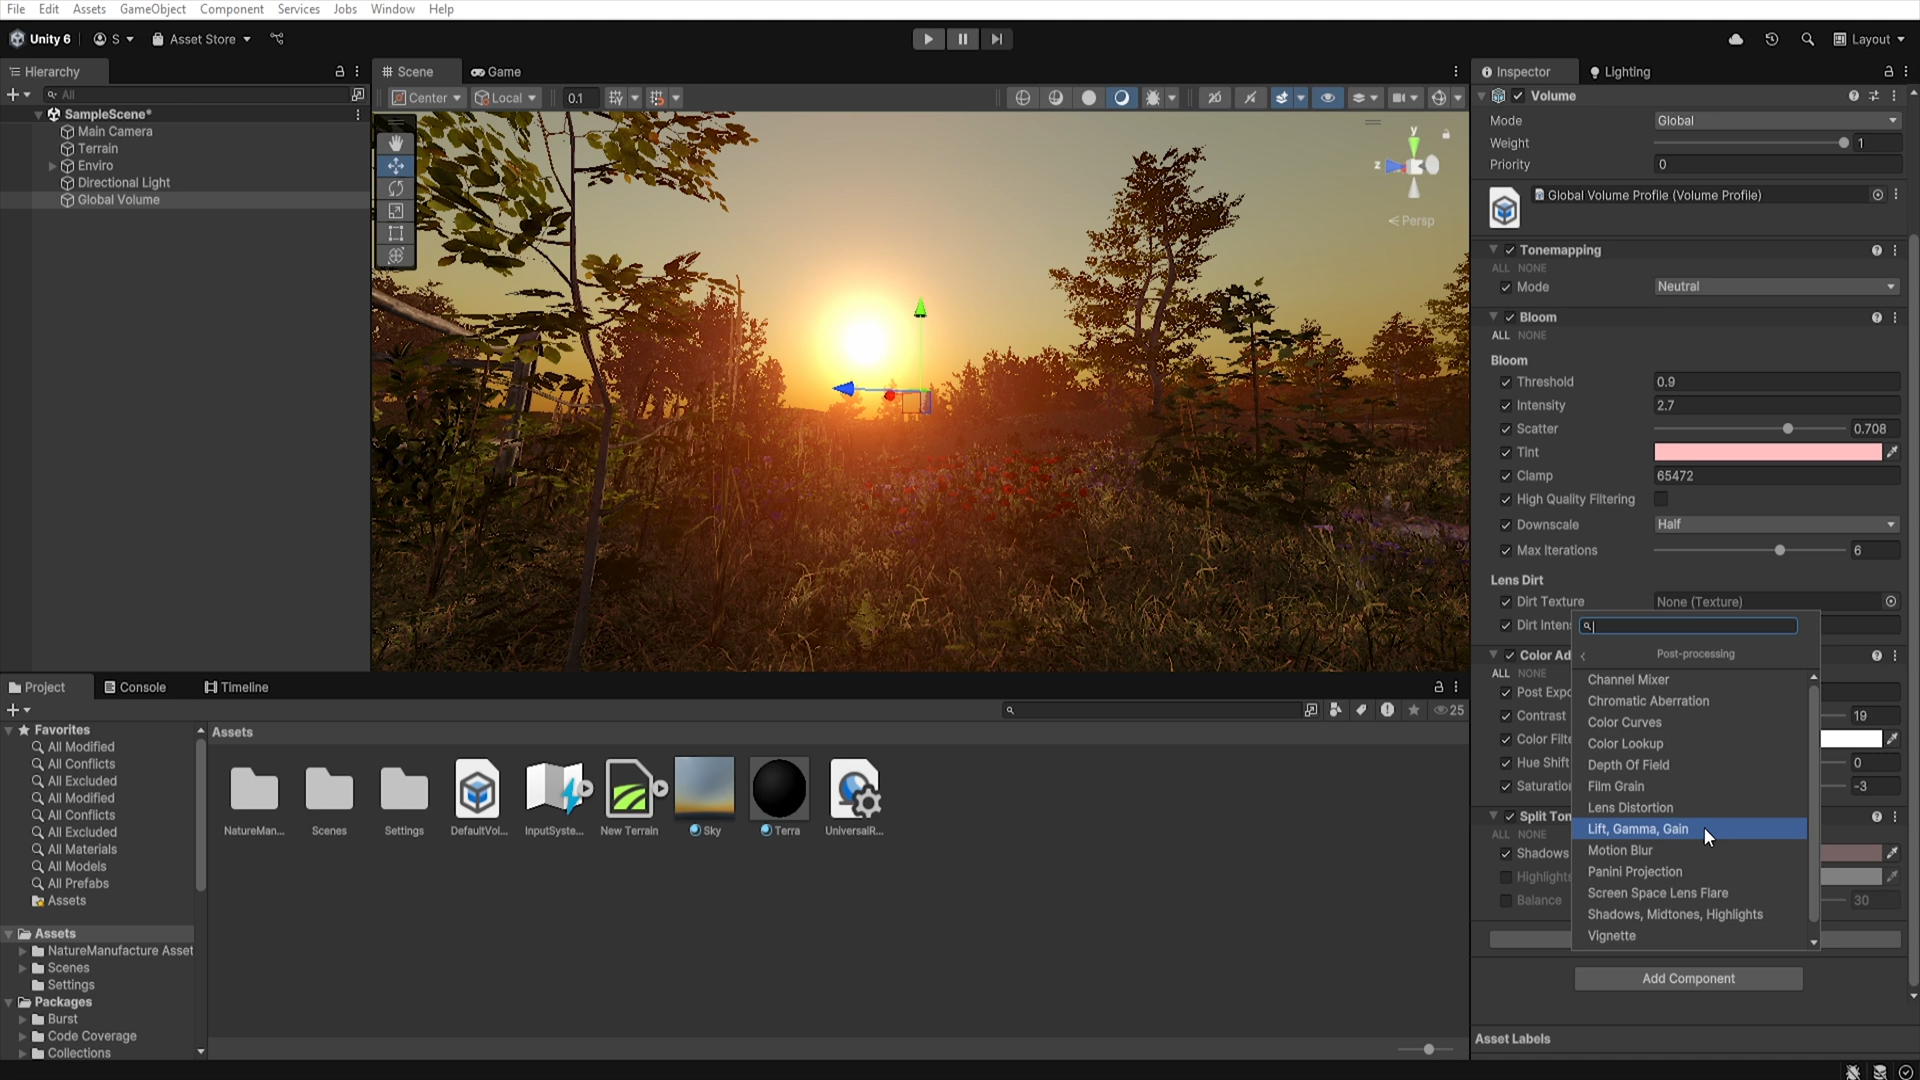 File Edit Assets GameObject Component Services Jobs Window Help
Unity 6 S Asset Store Layout
Hierarchy
All
SampleScene*
Main Camera
Terrain
Enviro
Directional Light
Global Volume
Scene Game
Center Local 0.1 2D
y
z
Persp
Inspector Lighting
Volume
Mode Global
Weight 1
Priority 0
Global Volume Profile (Volume Profile)
Tonemapping
ALL NONE
Mode Neutral
Bloom
ALL NONE
Bloom
Threshold 0.9
Intensity 2.7
Scatter 0.708
Tint
Clamp 65472
High Quality Filtering
Downscale Half
Max Iterations 6
Lens Dirt
Dirt Texture None (Texture)
Dirt Inten
Color Ad
ALL NONE
Post Expo
Contrast 19
Color Filte
Hue Shift 0
Saturatio -3
Split Ton
ALL NONE
Shadows
Highlights
Balance 30
Post-processing
Channel Mixer
Chromatic Aberration
Color Curves
Color Lookup
Depth Of Field
Film Grain
Lens Distortion
Lift, Gamma, Gain
Motion Blur
Panini Projection
Screen Space Lens Flare
Shadows, Midtones, Highlights
Vignette
Add Component
Asset Labels
Project Console Timeline
25
Favorites
All Modified
All Conflicts
All Excluded
All Modified
All Conflicts
All Excluded
All Materials
All Models
All Prefabs
Assets
Assets
NatureManufacture Asset
Scenes
Settings
Packages
Burst
Code Coverage
Collections
Assets
NatureMan... Scenes Settings DefaultVol... InputSyste... New Terrain Sky Terra UniversalR...